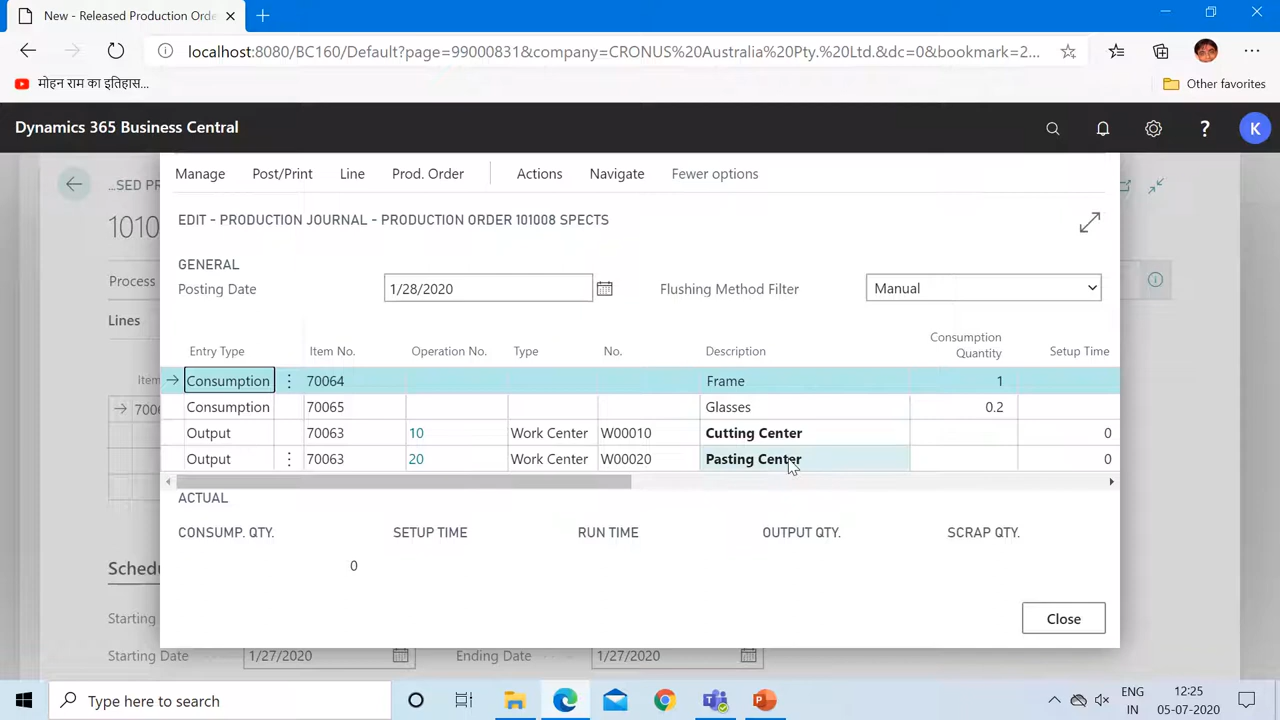 New - Released Production Orde
localhost:8080/BC160/Default?page=99000831&company=CRONUS%20Australia%20Pty.%20Ltd.&dc=0&bookmark=2...
मोहन राम का इतिहास...
Other favorites
Dynamics 365 Business Central
K
...SED PR
Manage Post/Print Line Prod. Order Actions Navigate Fewer options
1010
EDIT - PRODUCTION JOURNAL - PRODUCTION ORDER 101008 SPECTS
GENERAL
Process
Posting Date 1/28/2020 Flushing Method Filter Manual
Lines
Entry Type Item No. Operation No. Type No. Description Consumption Quantity Setup Time
Item
Consumption 70064 Frame 1
7006
Consumption 70065 Glasses 0.2
Output 70063 10 Work Center W00010 Cutting Center 0
Output 70063 20 Work Center W00020 Pasting Center 0
ACTUAL
CONSUMP. QTY. SETUP TIME RUN TIME OUTPUT QTY. SCRAP QTY.
0
Sched
Starting
Close
Starting Date 1/27/2020 Ending Date 1/27/2020
Type here to search
ENG
IN
12:25
05-07-2020